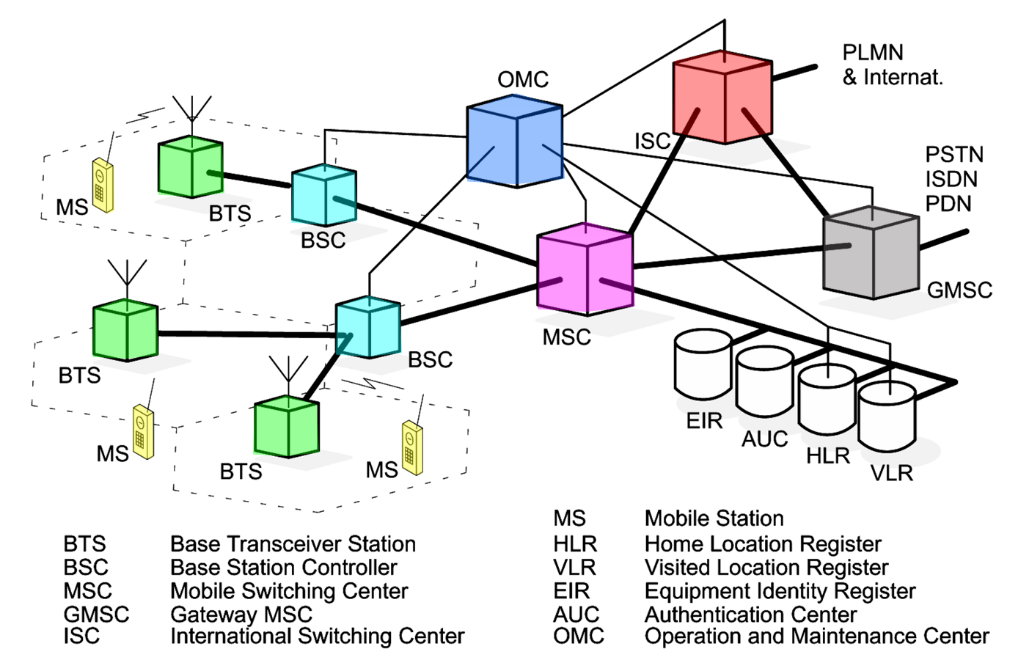 PLMN
& Internat.
OMC
ISC
PSTN
ISDN
PDN
MS
BTS
BSC
GMSC
MSC
BTS
BSC
EIR
AUC
HLR
VLR
MS
BTS
MS
BTS Base Transceiver Station
BSC Base Station Controller
MSC Mobile Switching Center
GMSC Gateway MSC
ISC International Switching Center
MS Mobile Station
HLR Home Location Register
VLR Visited Location Register
EIR Equipment Identity Register
AUC Authentication Center
OMC Operation and Maintenance Center